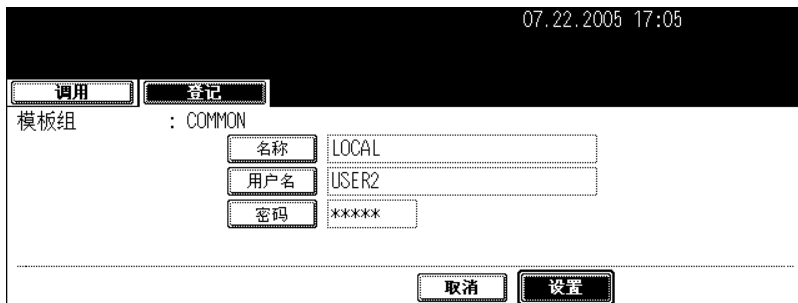 07.22.2005 17:05
调用 登记
模板组 : COMMON
名称 LOCAL
用户名 USER2
密码 *****
取消 设置